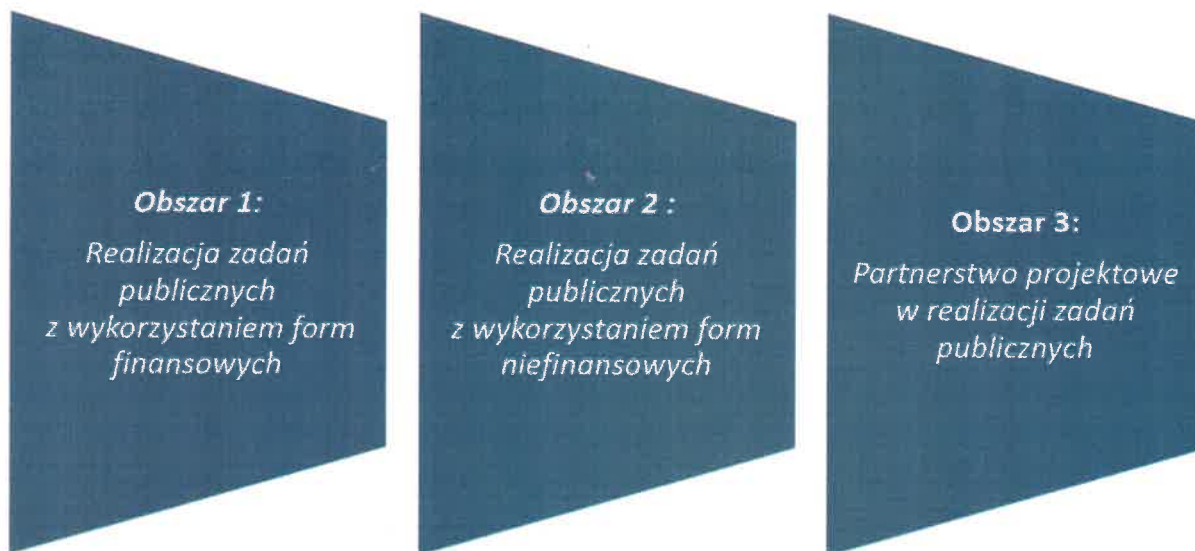 Obszar 1:
Realizacja zadań
publicznych
z wykorzystaniem form
finansowych
Obszar 2 :
Realizacja zadań
publicznych
z wykorzystaniem form
niefinansowych
Obszar 3:
Partnerstwo projektowe
w realizacji zadań
publicznych